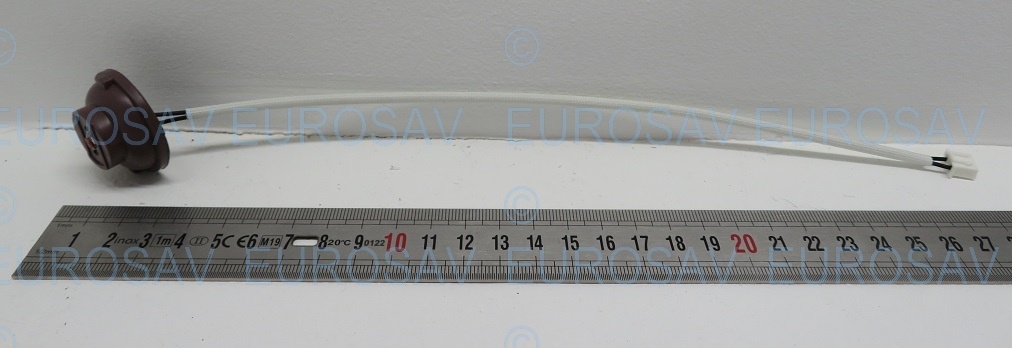 © ©
EUROSAV EUROSAV EUROSAV EUROSAV
© ©
1 2 inox 3 1m 4 II 5 C €6 M19 7 8 20°C 9 0122 10 11 12 13 14 15 16 17 18 19 20 21 22 23 24 25 26 27
EUROSAV EUROSAV EUROSAV EUROSAV
©